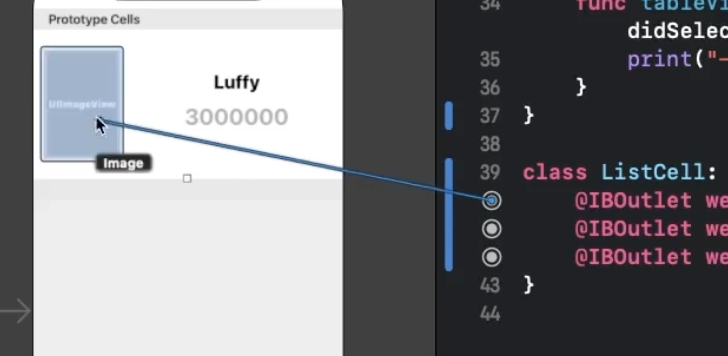 Prototype Cells
UIImageView
Luffy
3000000
Image
34 func tableVi
didSelec
35 print("-
36 }
37 }
38
39 class ListCell:
@IBOutlet we
@IBOutlet we
@IBOutlet we
43 }
44